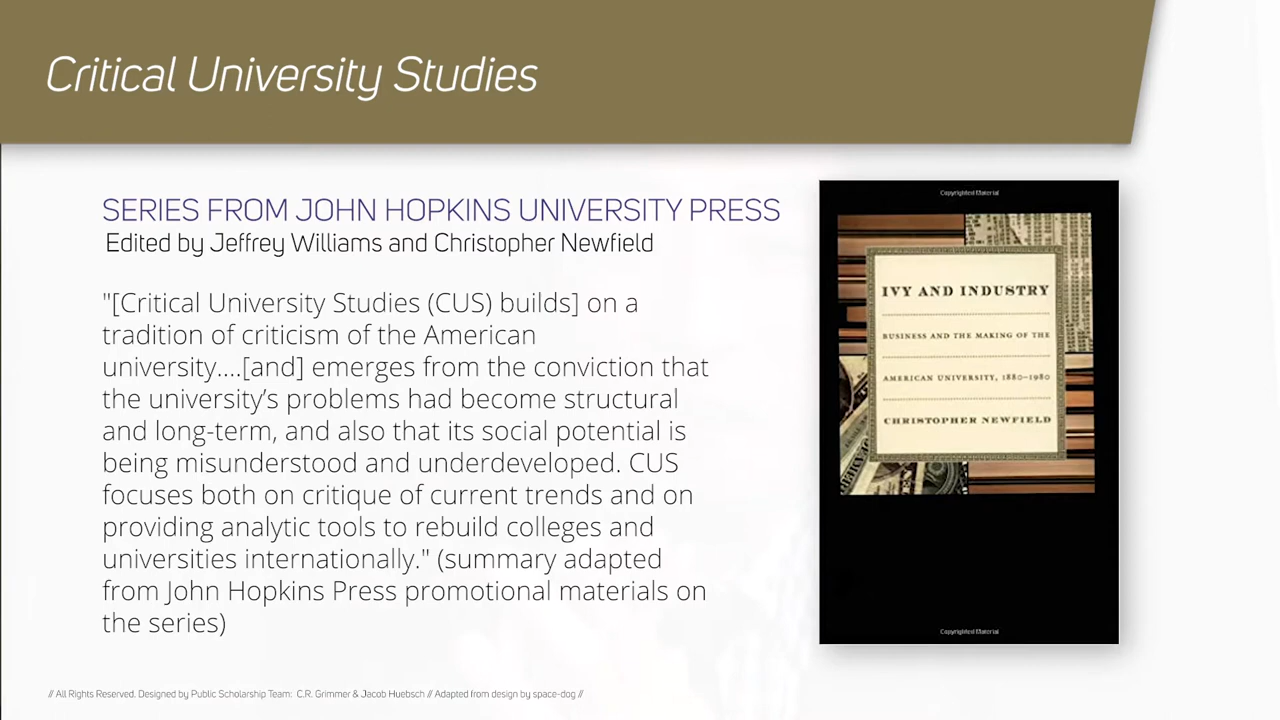 Critical University Studies
SERIES FROM JOHN HOPKINS UNIVERSITY PRESS
Edited by Jeffrey Williams and Christopher Newfield
"[Critical University Studies (CUS) builds] on a
tradition of criticism of the American
university....[and] emerges from the conviction that
the university's problems had become structural
and long-term, and also that its social potential is
being misunderstood and underdeveloped. CUS
focuses both on critique of current trends and on
providing analytic tools to rebuild colleges and
universities internationally." (summary adapted
from John Hopkins Press promotional materials on
the series)
Copyrighted Material
IVY AND INDUSTRY
BUSINESS AND THE MAKING OF THE
AMERICAN UNIVERSITY, 1880–1980
CHRISTOPHER NEWFIELD
Copyrighted Material
// All Rights Reserved. Designed by Public Scholarship Team: C.R. Grimmer & Jacob Huebsch // Adapted from design by space-dog //